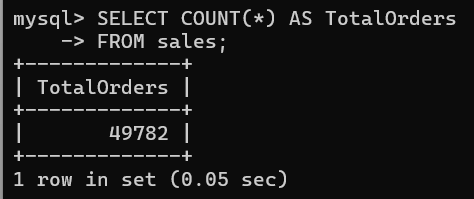 mysql> SELECT COUNT(*) AS TotalOrders
    -> FROM sales;
+-------------+
| TotalOrders |
+-------------+
|       49782 |
+-------------+
1 row in set (0.05 sec)